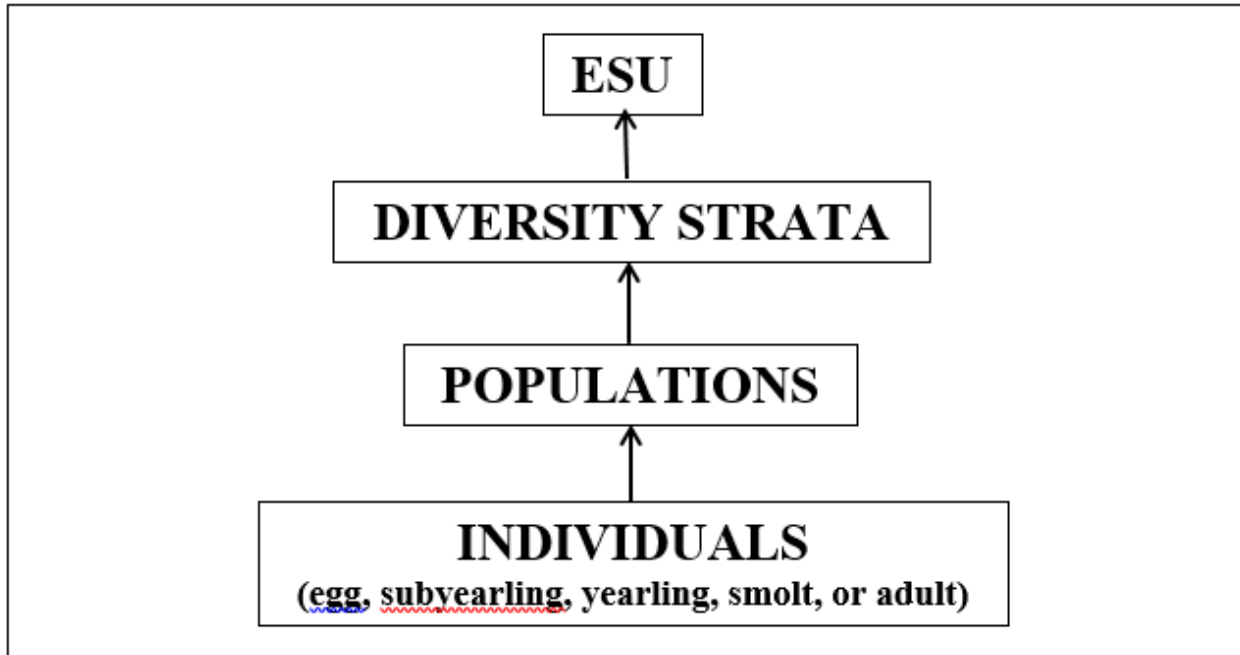 ESU
DIVERSITY STRATA
POPULATIONS
INDIVIDUALS
(egg, subyearling, yearling, smolt, or adult)